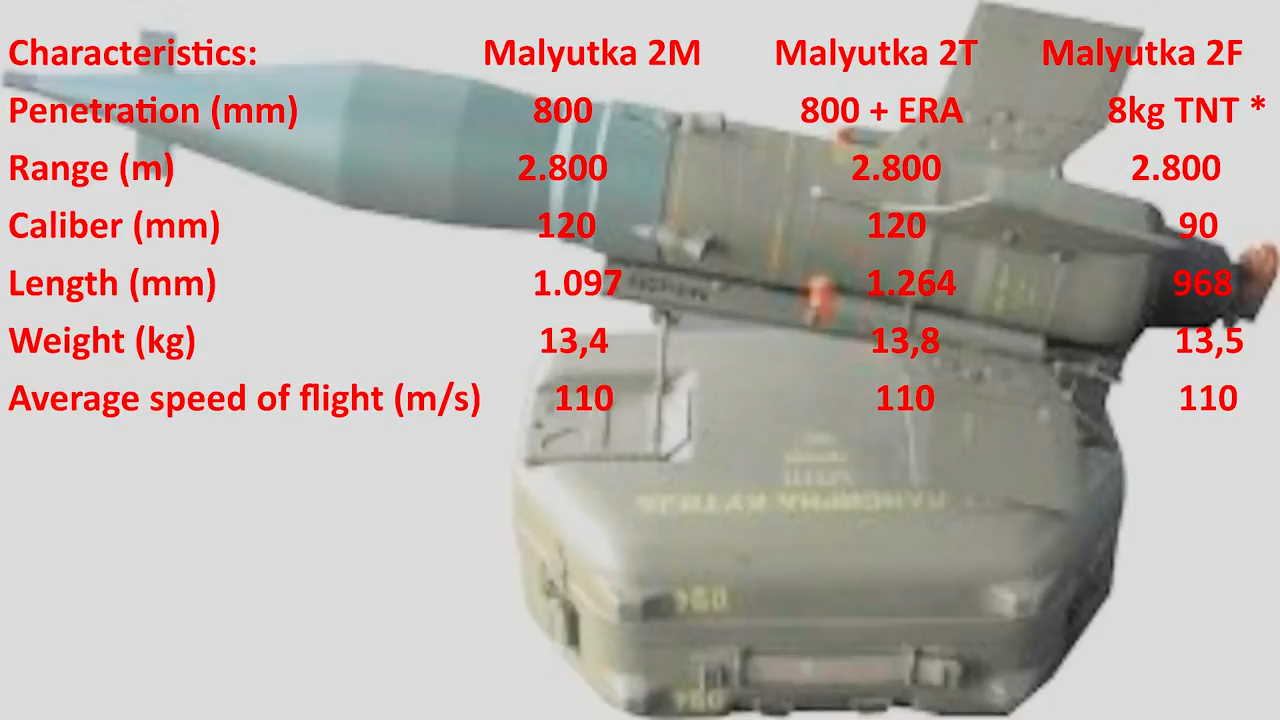 Characteristics: Malyutka 2M Malyutka 2T Malyutka 2F
Penetration (mm) 800 800 + ERA 8kg TNT *
Range (m) 2.800 2.800 2.800
Caliber (mm) 120 120 90
Length (mm) 1.097 1.264 968
Weight (kg) 13,4 13,8 13,5
Average speed of flight (m/s) 110 110 110